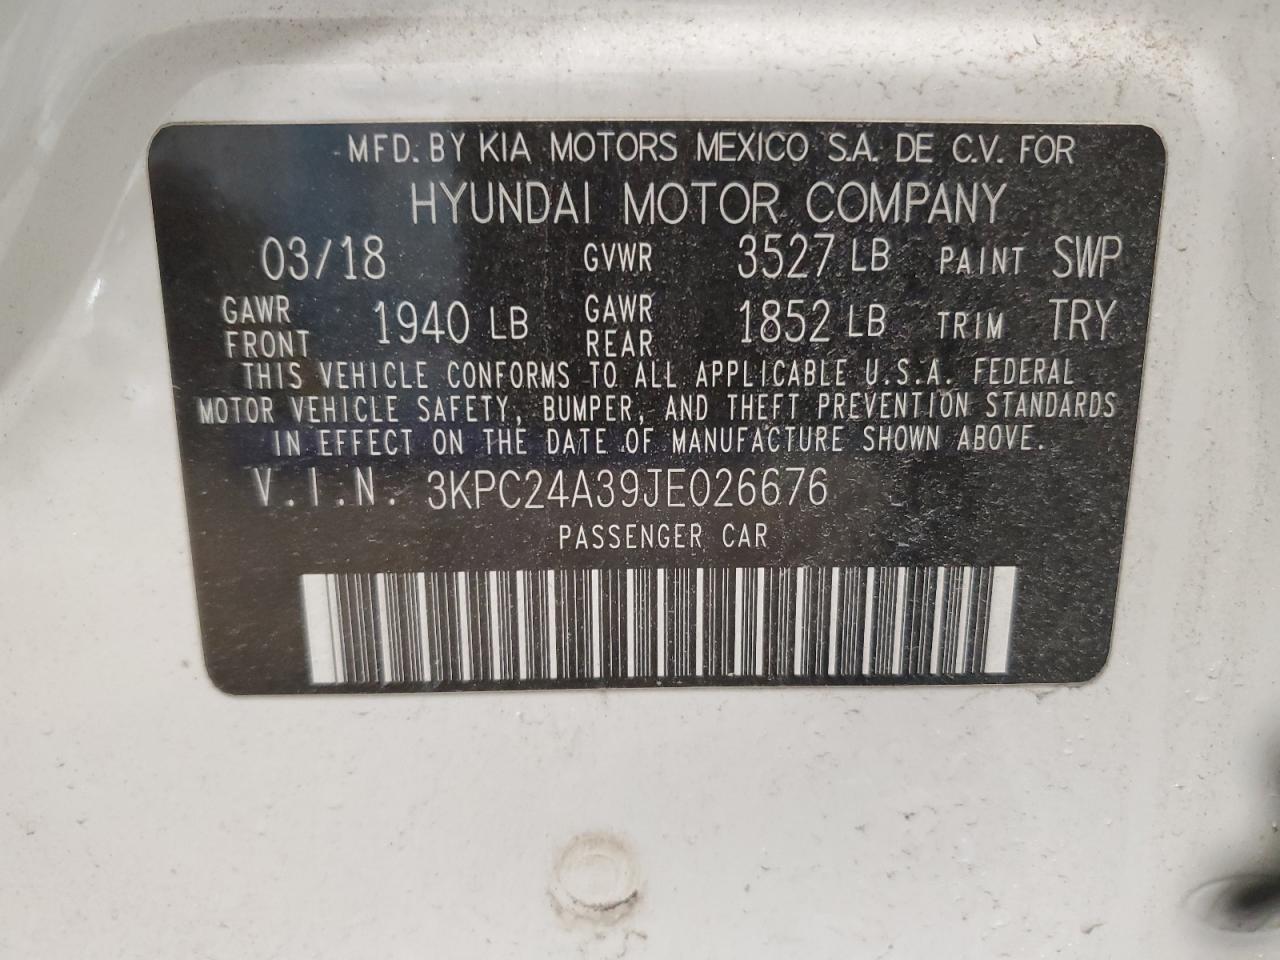 MFD. BY KIA MOTORS MEXICO S.A. DE C.V. FOR
HYUNDAI MOTOR COMPANY
03/18 GVWR 3527 LB PAINT SWP
GAWR FRONT 1940 LB GAWR REAR 1852 LB TRIM TRY
THIS VEHICLE CONFORMS TO ALL APPLICABLE U.S.A. FEDERAL
MOTOR VEHICLE SAFETY, BUMPER, AND THEFT PREVENTION STANDARDS
IN EFFECT ON THE DATE OF MANUFACTURE SHOWN ABOVE.
V.I.N. 3KPC24A39JE026676
PASSENGER CAR